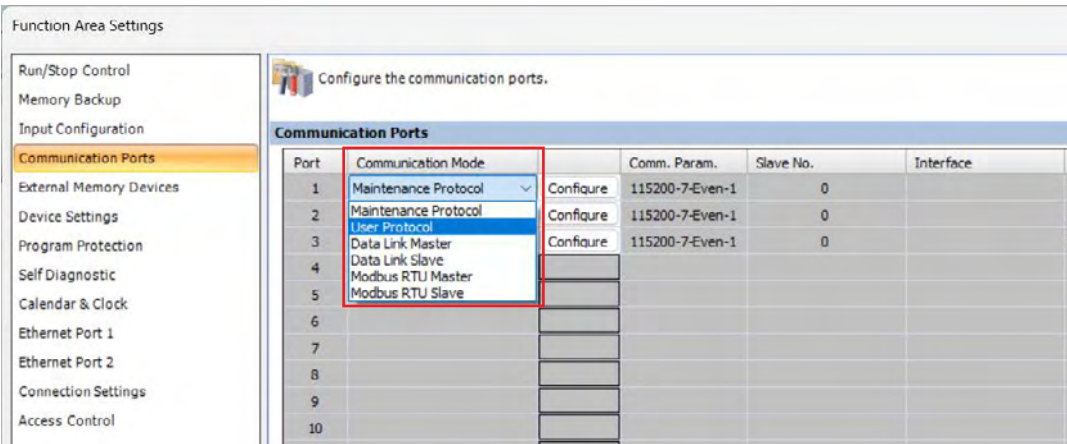 Function Area Settings
Run/Stop Control
Memory Backup
Input Configuration
Communication Ports
External Memory Devices
Device Settings
Program Protection
Self Diagnostic
Calendar & Clock
Ethernet Port 1
Ethernet Port 2
Connection Settings
Access Control
Configure the communication ports.
Communication Ports
Port Communication Mode Comm. Param. Slave No. Interface
1 Maintenance Protocol Configure 115200-7-Even-1 0
2 Configure 115200-7-Even-1 0
3 Configure 115200-7-Even-1 0
4
5
6
7
8
9
10
Maintenance Protocol
User Protocol
Data Link Master
Data Link Slave
Modbus RTU Master
Modbus RTU Slave